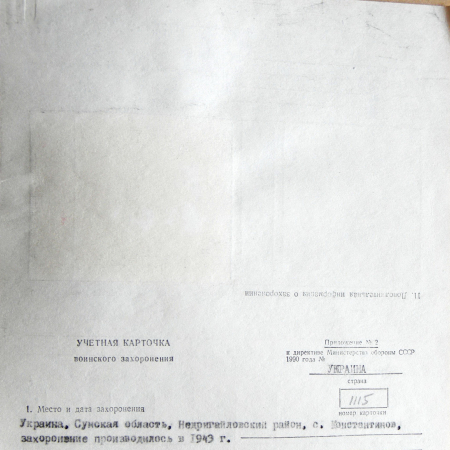 11. Дополнительная информация о захоронении
УЧЕТНАЯ КАРТОЧКА
воинского захоронения
Приложение № 2
к директиве Министерства обороны СССР
1990 года №
УКРАИНА
страна
1115
номер карточки
1. Место и дата захоронения
Украина, Сумская область, Недригайловский район, с. Константинов,
захоронение производилось в 1943 г.